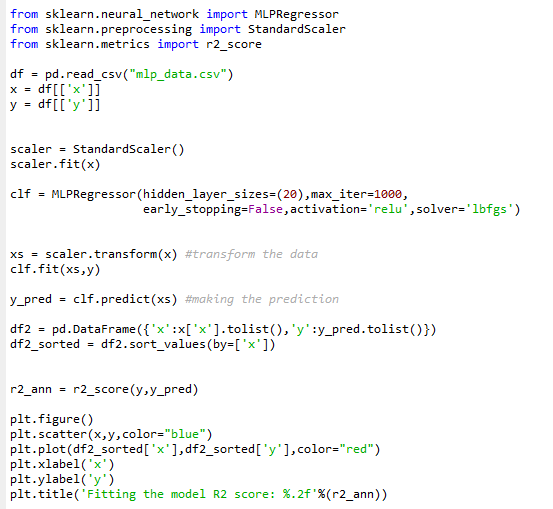 from sklearn.neural_network import MLPRegressor
from sklearn.preprocessing import StandardScaler
from sklearn.metrics import r2_score
df = pd.read_csv("mlp_data.csv")
x = df[['x']]
y = df[['y']]
scaler = StandardScaler()
scaler.fit(x)
clf = MLPRegressor(hidden_layer_sizes=(20),max_iter=1000,
early_stopping=False,activation='relu',solver='lbfgs')
xs = scaler.transform(x) #transform the data
clf.fit(xs,y)
y_pred = clf.predict(xs) #making the prediction
df2 = pd.DataFrame({'x':x['x'].tolist(),'y':y_pred.tolist()})
df2_sorted = df2.sort_values(by=['x'])
r2_ann = r2_score(y,y_pred)
plt.figure()
plt.scatter(x,y,color="blue")
plt.plot(df2_sorted['x'],df2_sorted['y'],color="red")
plt.xlabel('x')
plt.ylabel('y')
plt.title('Fitting the model R2 score: %.2f'%(r2_ann))